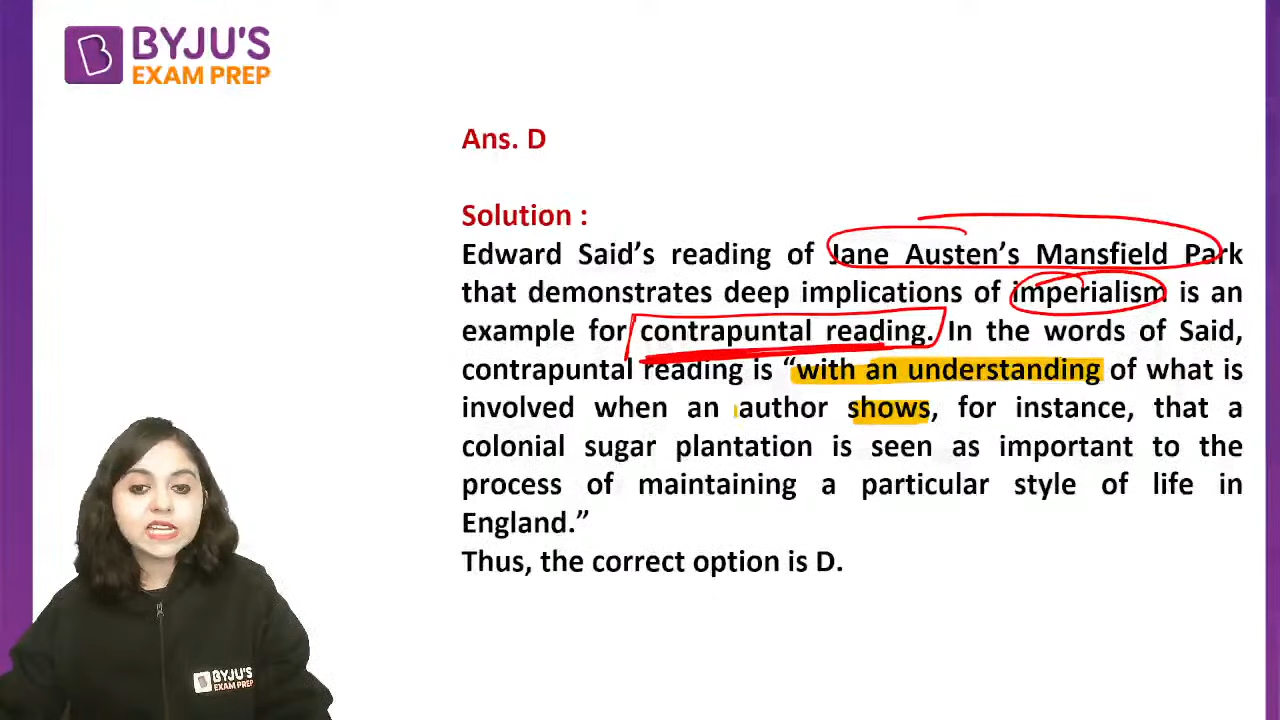 BYJU'S
EXAM PREP
Ans. D
Solution :
Edward Said's reading of Jane Austen's Mansfield Park
that demonstrates deep implications of imperialism is an
example for contrapuntal reading. In the words of Said,
contrapuntal reading is “with an understanding of what is
involved when an author shows, for instance, that a
colonial sugar plantation is seen as important to the
process of maintaining a particular style of life in
England.”
Thus, the correct option is D.
BYJU'S
EXAM PREP